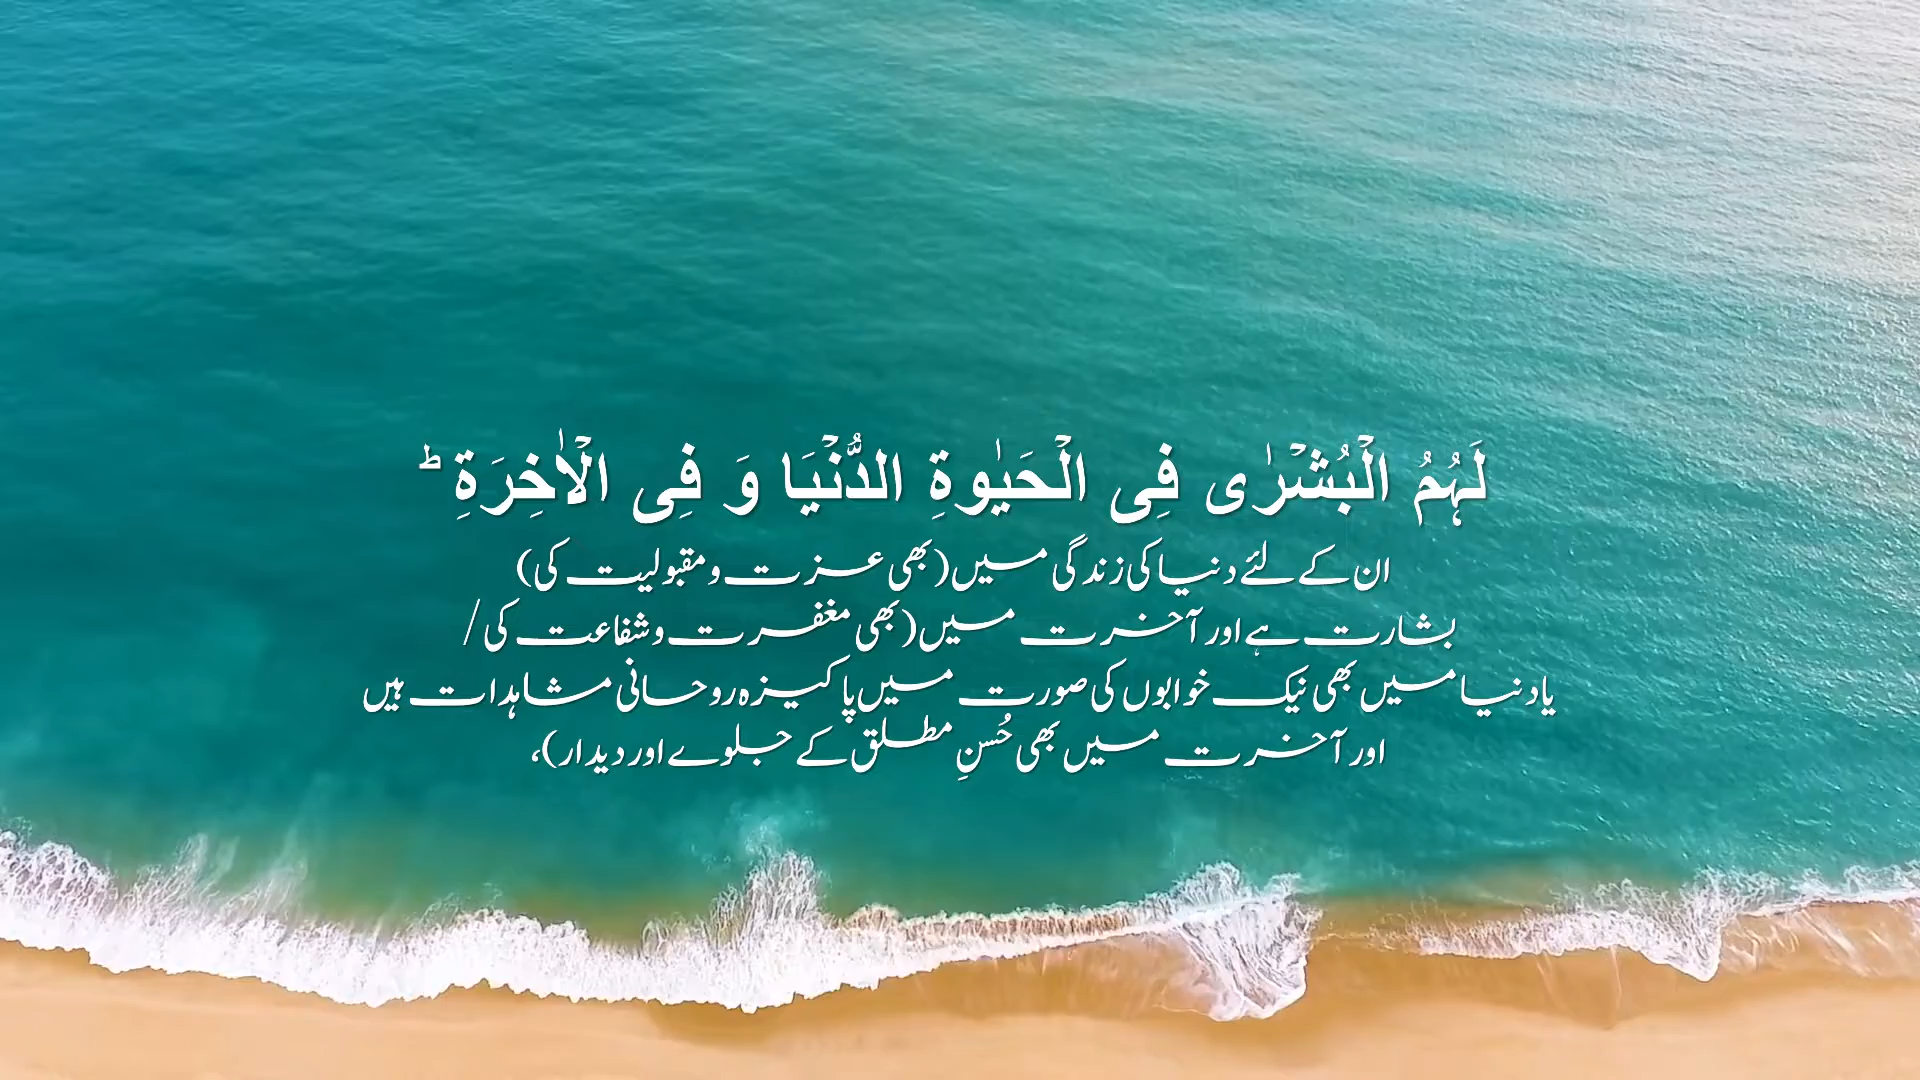 لَہُمُ الۡبُشۡرٰی فِی الۡحَیٰوۃِ الدُّنۡیَا وَ فِی الۡاٰخِرَۃِ ؕ
ان کے لئے دنیا کی زندگی میں (بھی عزت و مقبولیت کی)
بشارت ہے اور آخرت میں (بھی مغفرت و شفاعت کی /
یا دنیا میں بھی نیک خوابوں کی صورت میں پاکیزہ روحانی مشاہدات ہیں
اور آخرت میں بھی حُسنِ مطلق کے جلوے اور دیدار)،